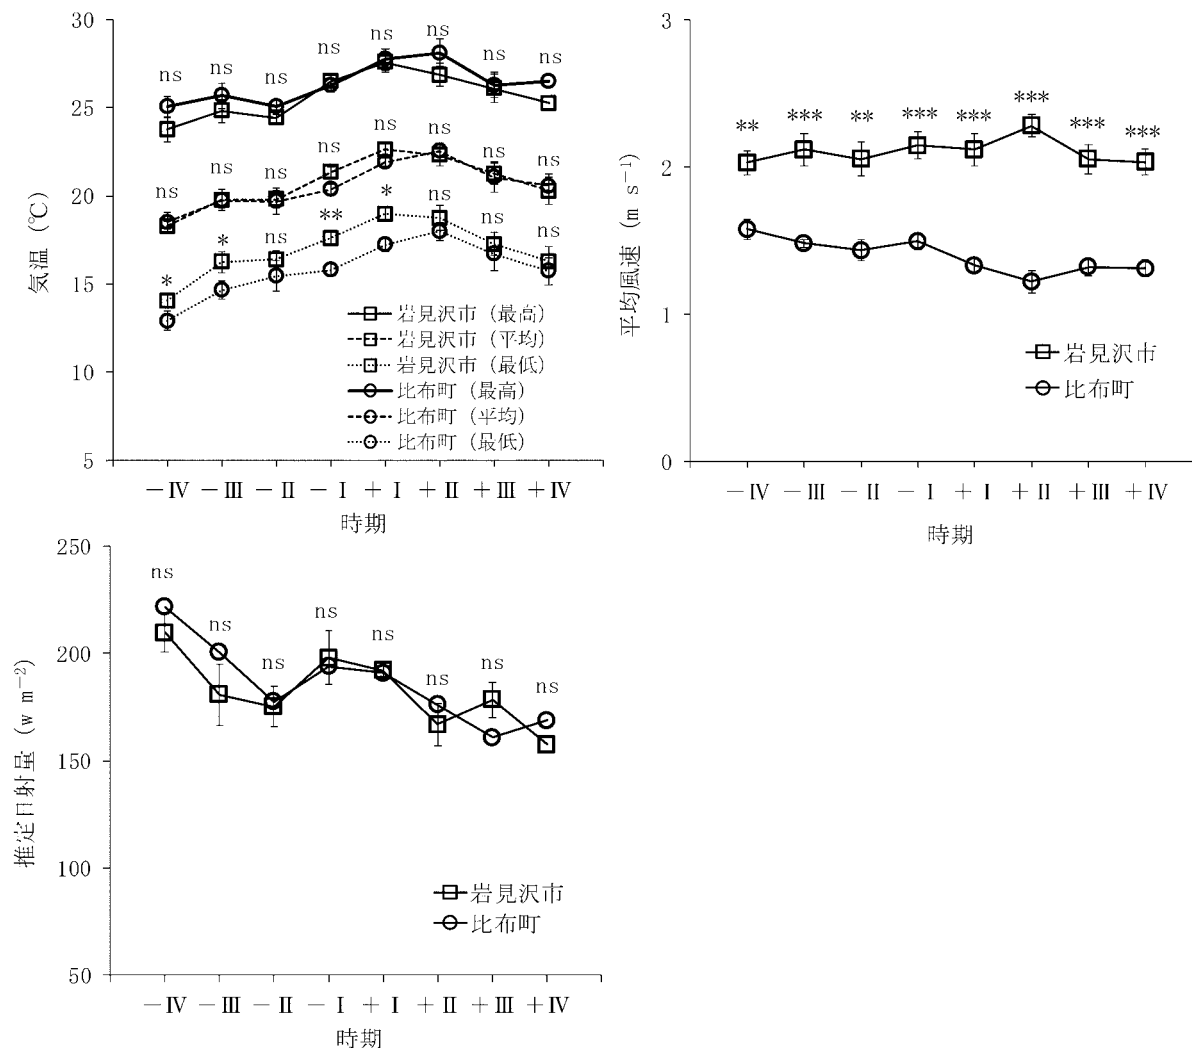 30
25
20
15
10
5
気温 (℃)
ns ns ns ns ns ns ns ns
ns ns ns ns ns ns ns ns
* * ns ** * ns ns ns
岩見沢市 (最高)
岩見沢市 (平均)
岩見沢市 (最低)
比布町 (最高)
比布町 (平均)
比布町 (最低)
−Ⅳ −Ⅲ −Ⅱ −Ⅰ +Ⅰ +Ⅱ +Ⅲ +Ⅳ
時期
3
2
1
0
平均風速 (m s⁻¹)
** *** ** *** *** *** *** ***
岩見沢市
比布町
−Ⅳ −Ⅲ −Ⅱ −Ⅰ +Ⅰ +Ⅱ +Ⅲ +Ⅳ
時期
250
200
150
100
50
推定日射量 (w m⁻²)
ns ns ns ns ns ns ns ns
岩見沢市
比布町
−Ⅳ −Ⅲ −Ⅱ −Ⅰ +Ⅰ +Ⅱ +Ⅲ +Ⅳ
時期